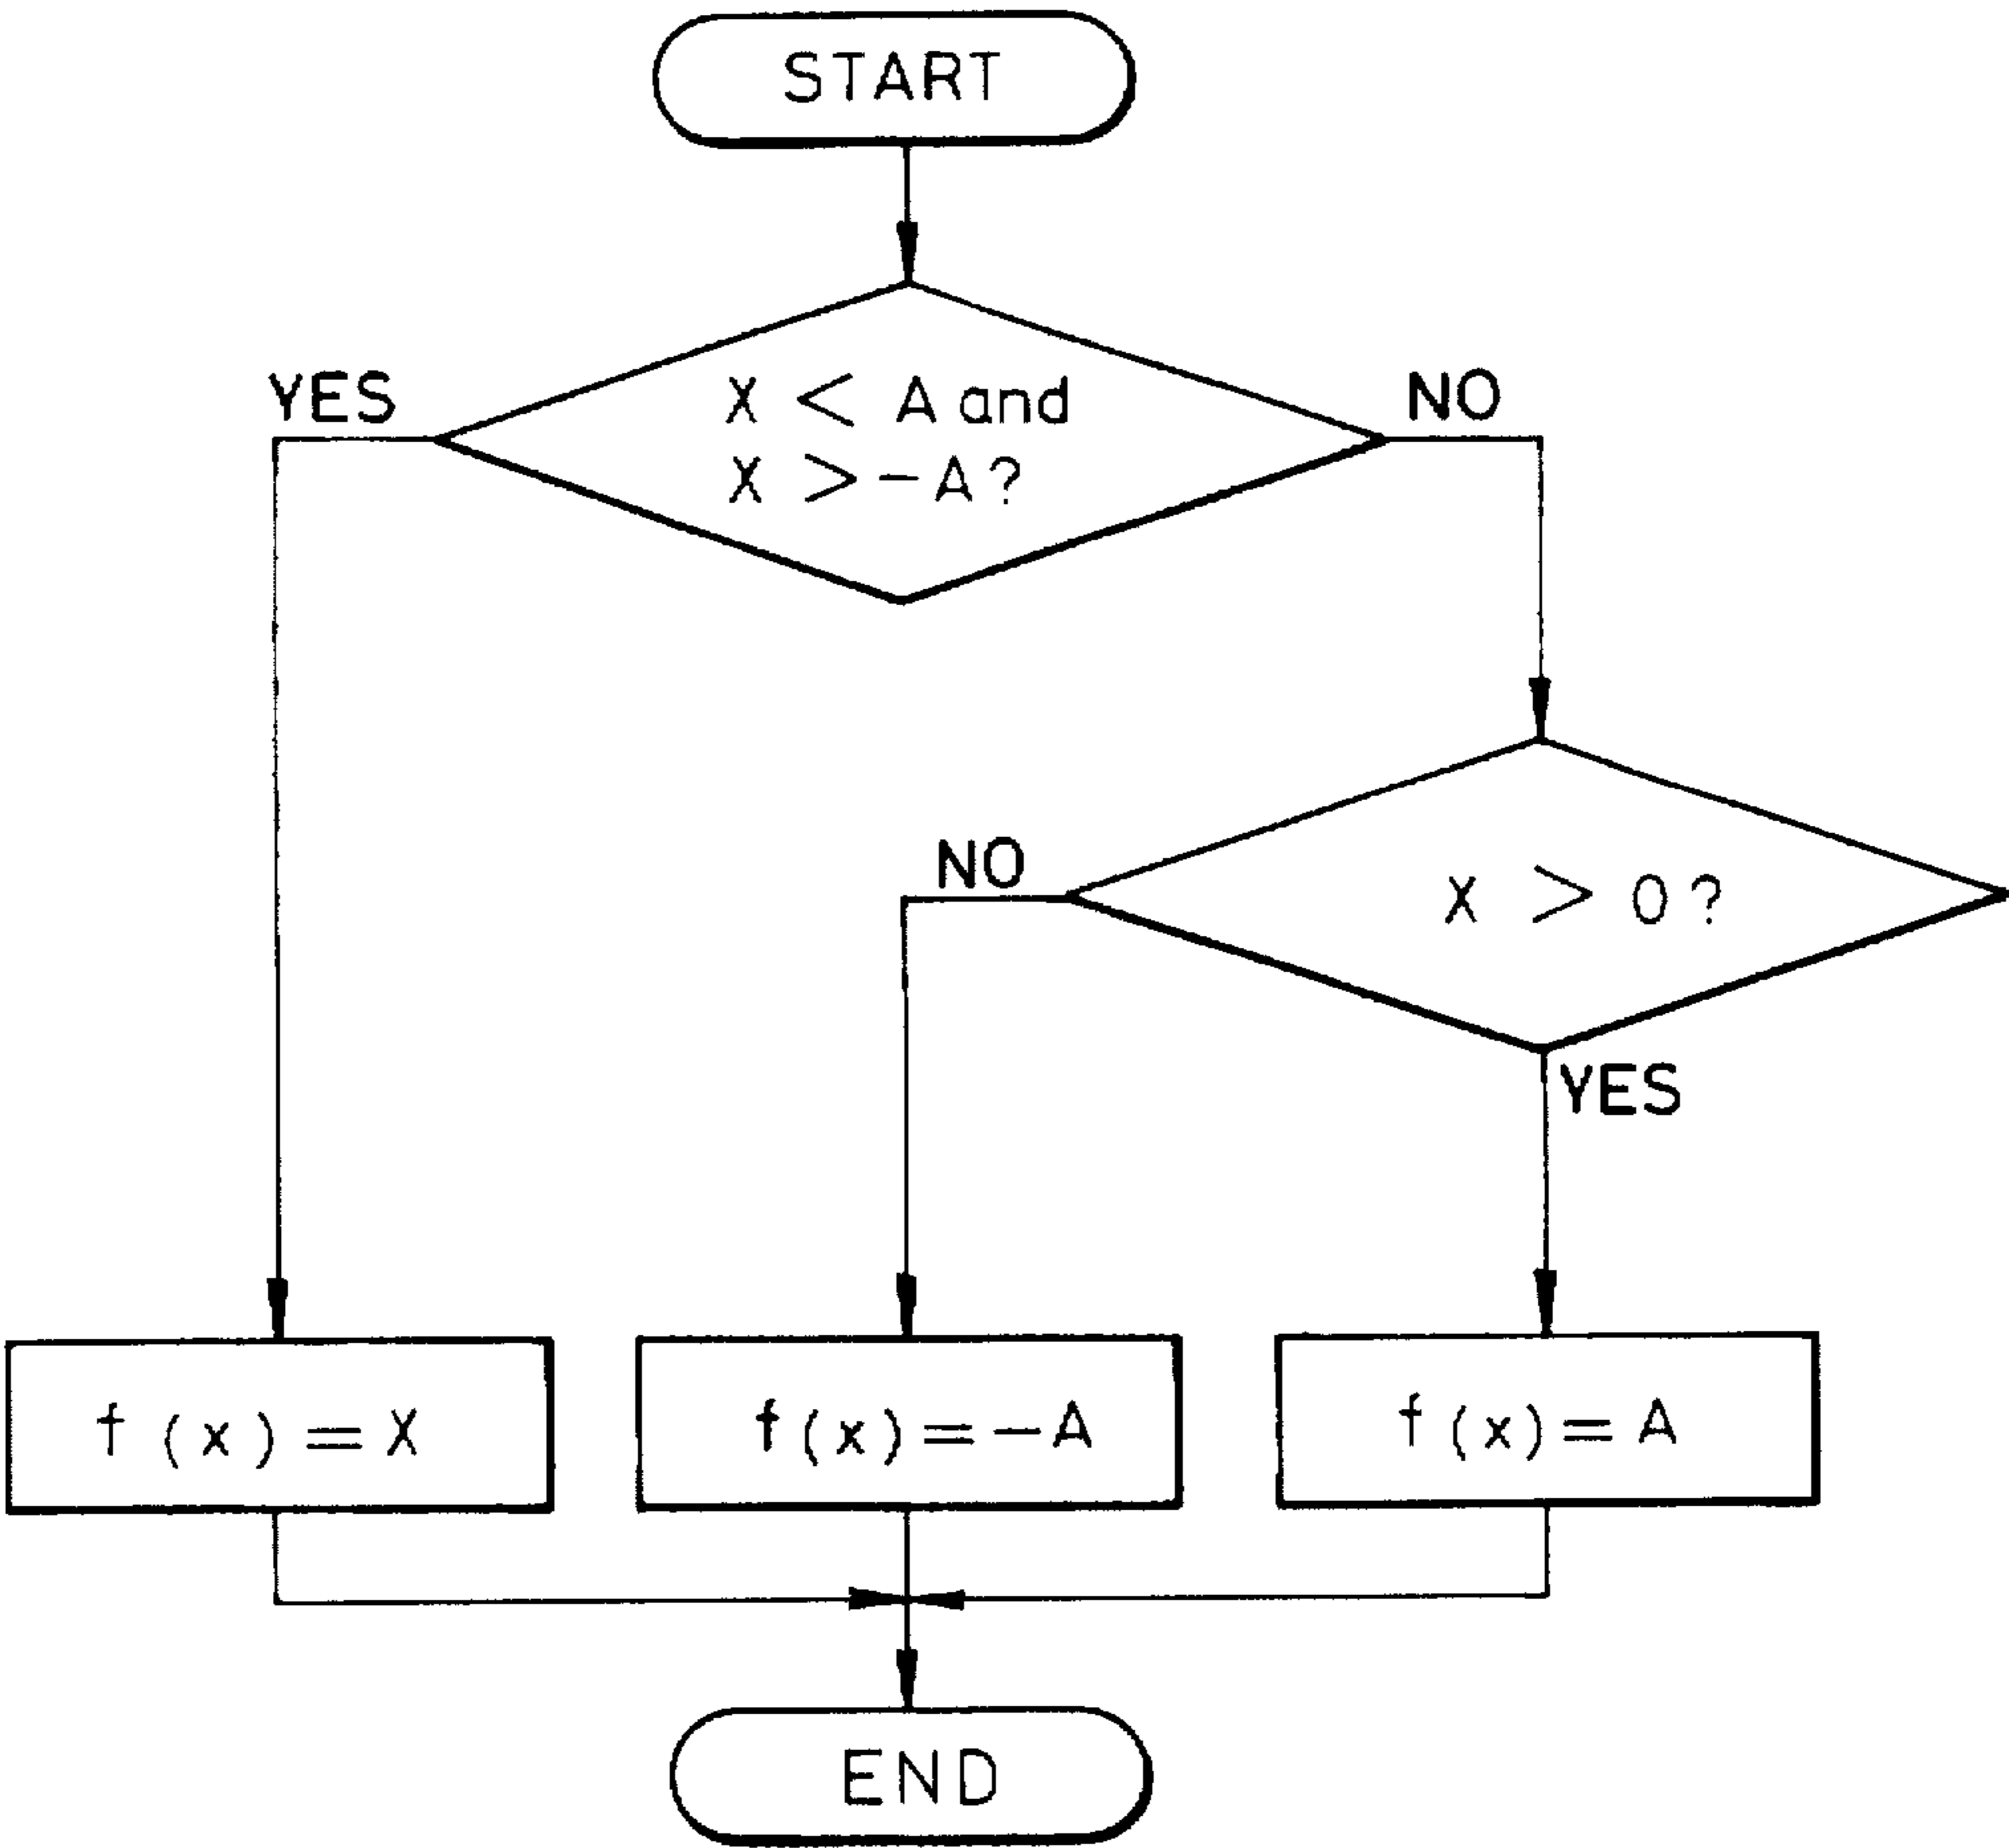 START
YES
X < A and
X > -A?
NO
NO
X > 0?
YES
f(x) = X
f(x) = -A
f(x) = A
END